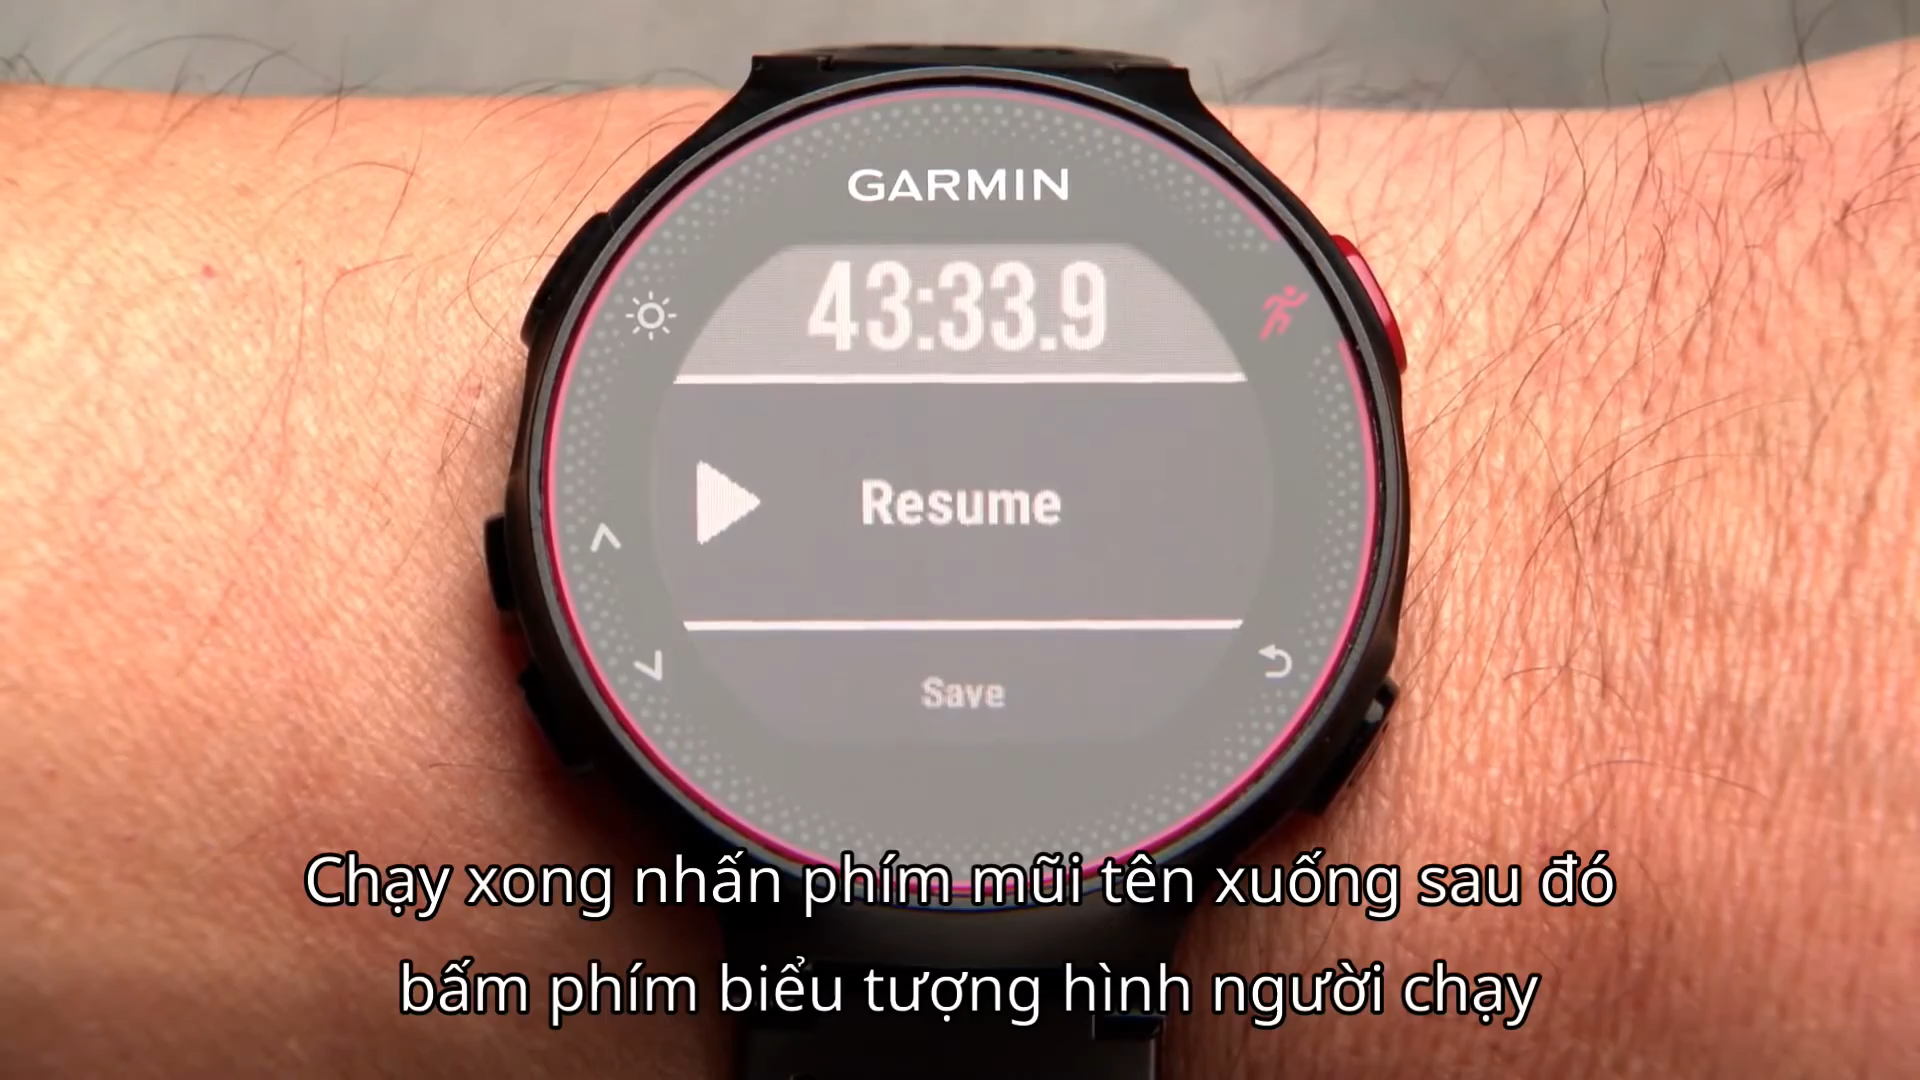 GARMIN
43:33.9
Resume
Save
Chạy xong nhấn phím mũi tên xuống sau đó
bấm phím biểu tượng hình người chạy